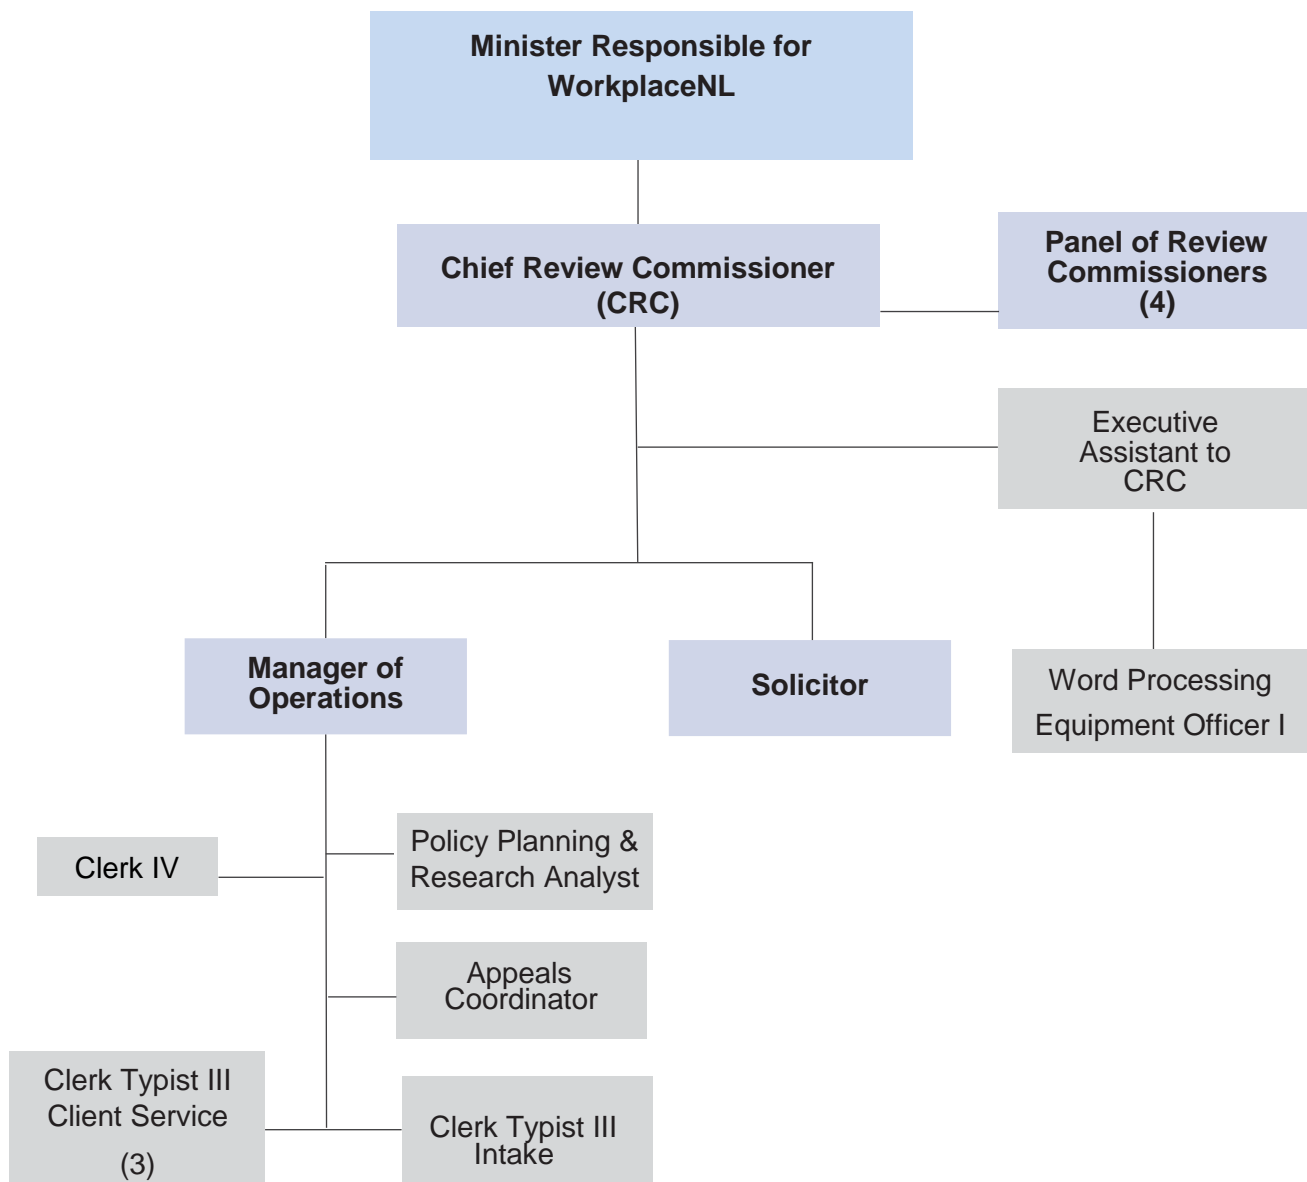 Minister Responsible for
WorkplaceNL
Chief Review Commissioner
(CRC)
Panel of Review
Commissioners
(4)
Executive
Assistant to
CRC
Manager of
Operations
Solicitor
Word Processing
Equipment Officer I
Clerk IV
Policy Planning &
Research Analyst
Appeals
Coordinator
Clerk Typist III
Client Service
(3)
Clerk Typist III
Intake